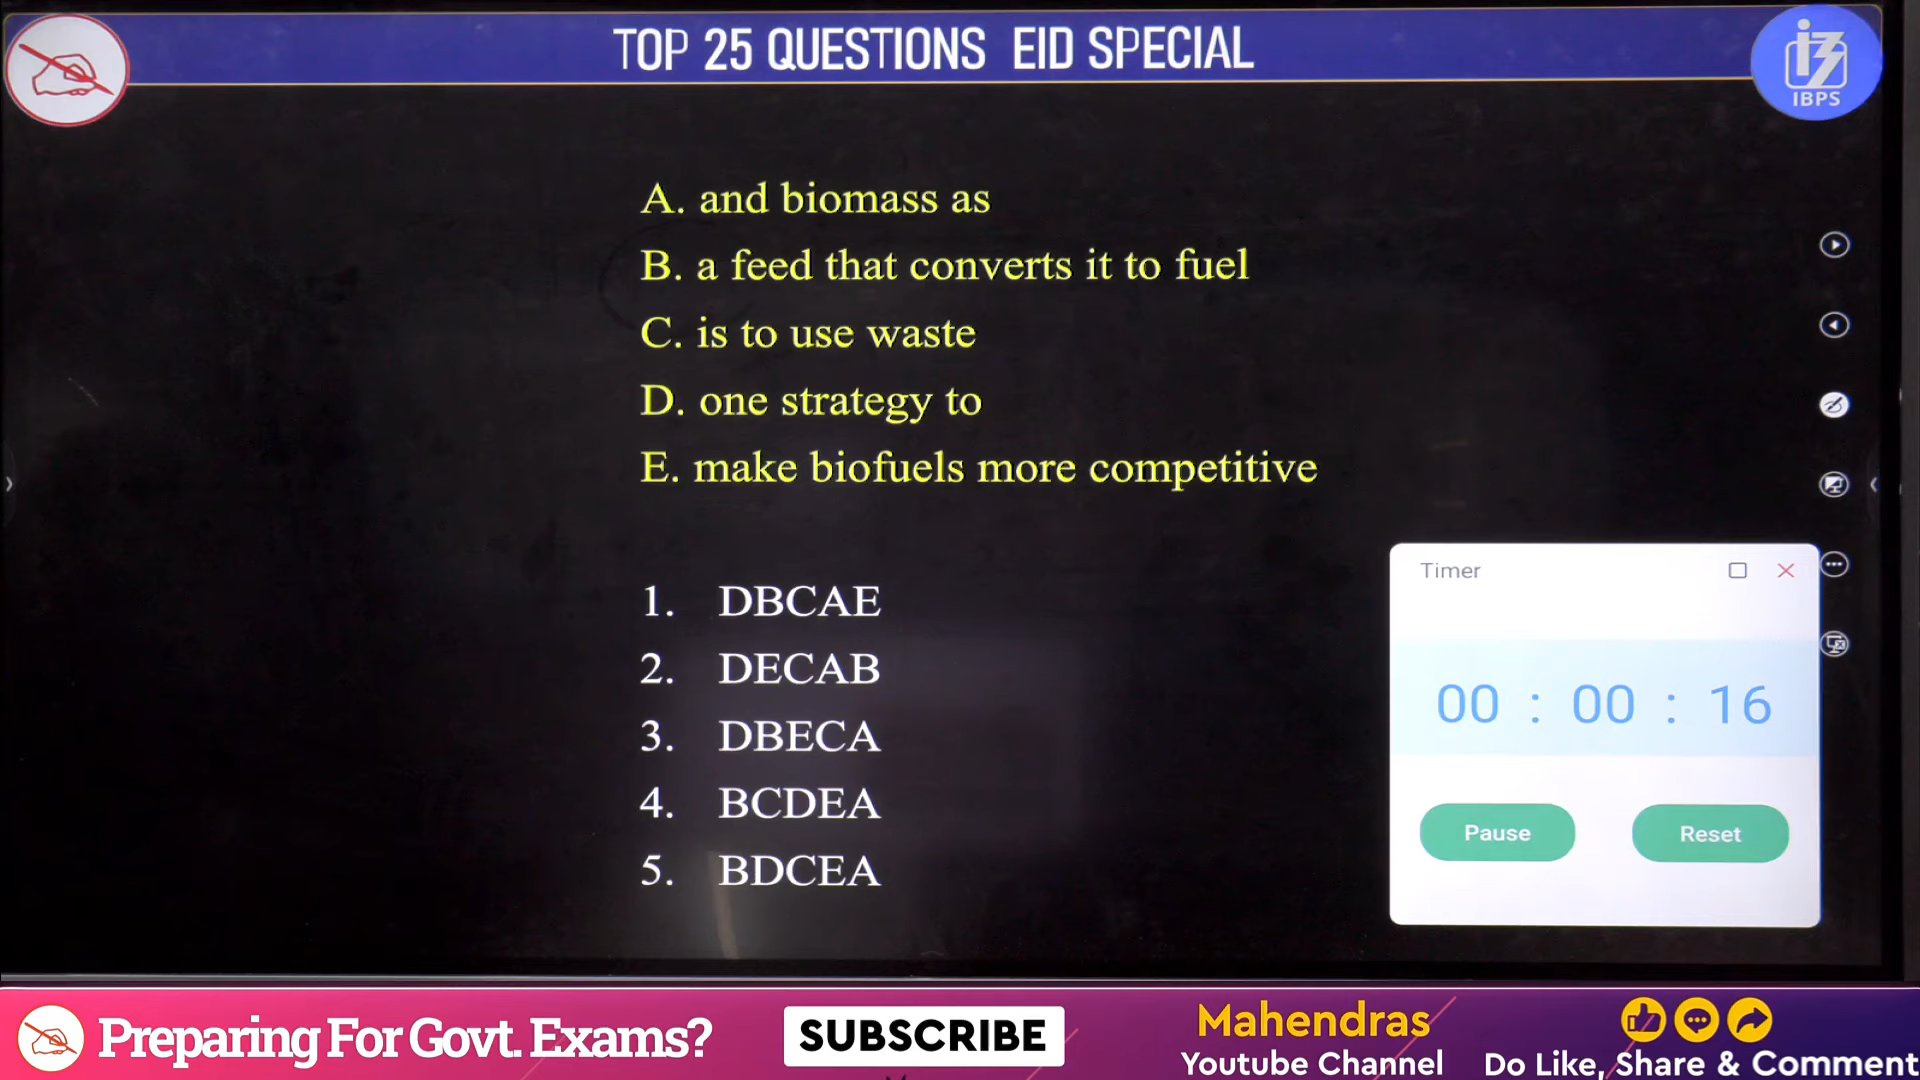 TOP 25 QUESTIONS EID SPECIAL
IBPS
A. and biomass as
B. a feed that converts it to fuel
C. is to use waste
D. one strategy to
E. make biofuels more competitive
1. DBCAE
2. DECAB
3. DBECA
4. BCDEA
5. BDCEA
Timer
00 : 00 : 16
Pause
Reset
Preparing For Govt. Exams?
SUBSCRIBE
Mahendras
Youtube Channel
Do Like, Share & Comment